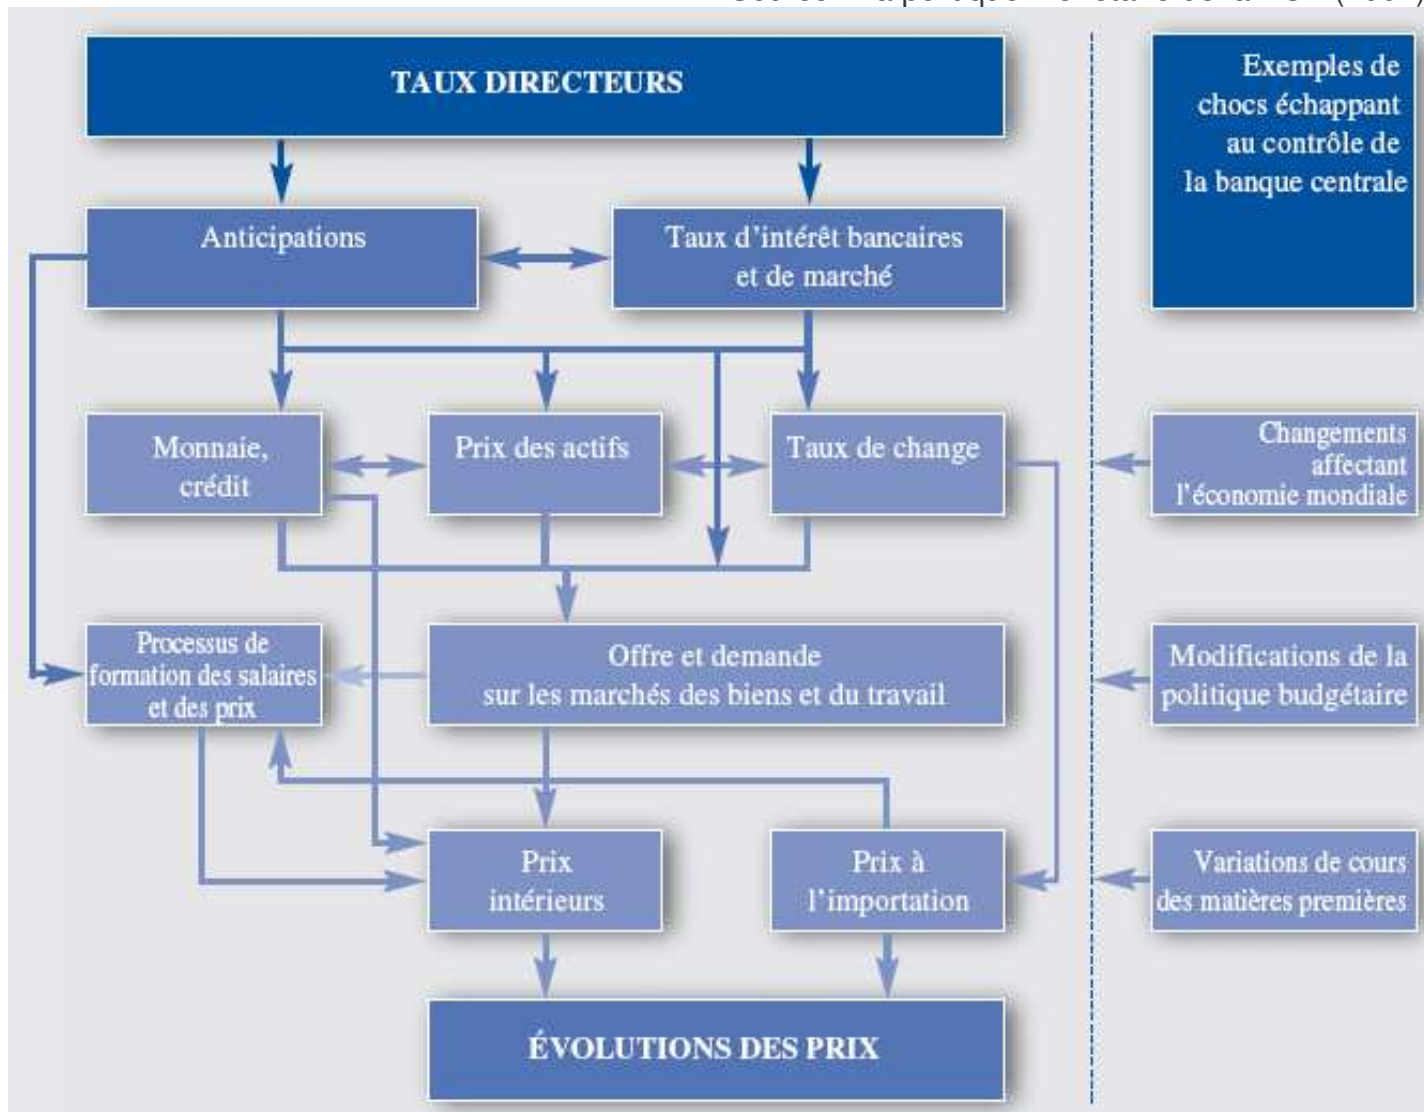 TAUX DIRECTEURS
Exemples de
chocs échappant
au contrôle de
la banque centrale
Anticipations
Taux d'intérêt bancaires
et de marché
Monnaie,
crédit
Prix des actifs
Taux de change
Changements
affectant
l'économie mondiale
Processus de
formation des salaires
et des prix
Offre et demande
sur les marchés des biens et du travail
Modifications de la
politique budgétaire
Prix
intérieurs
Prix à
l'importation
Variations de cours
des matières premières
ÉVOLUTIONS DES PRIX